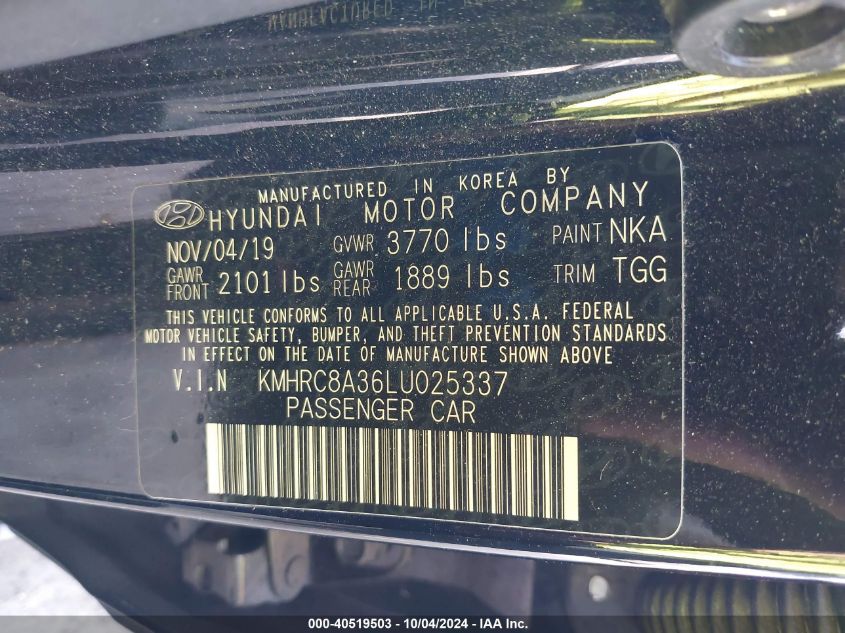 MANUFACTURED IN
MANUFACTURED IN KOREA BY
HYUNDAI MOTOR COMPANY
NOV/04/19 GVWR 3770 lbs PAINT NKA
GAWR FRONT 2101 lbs GAWR REAR 1889 lbs TRIM TGG
THIS VEHICLE CONFORMS TO ALL APPLICABLE U.S.A. FEDERAL
MOTOR VEHICLE SAFETY, BUMPER, AND THEFT PREVENTION STANDARDS
IN EFFECT ON THE DATE OF MANUFACTURE SHOWN ABOVE
V.I.N KMHRC8A36LU025337
PASSENGER CAR
000-40519503 - 10/04/2024 - IAA Inc.